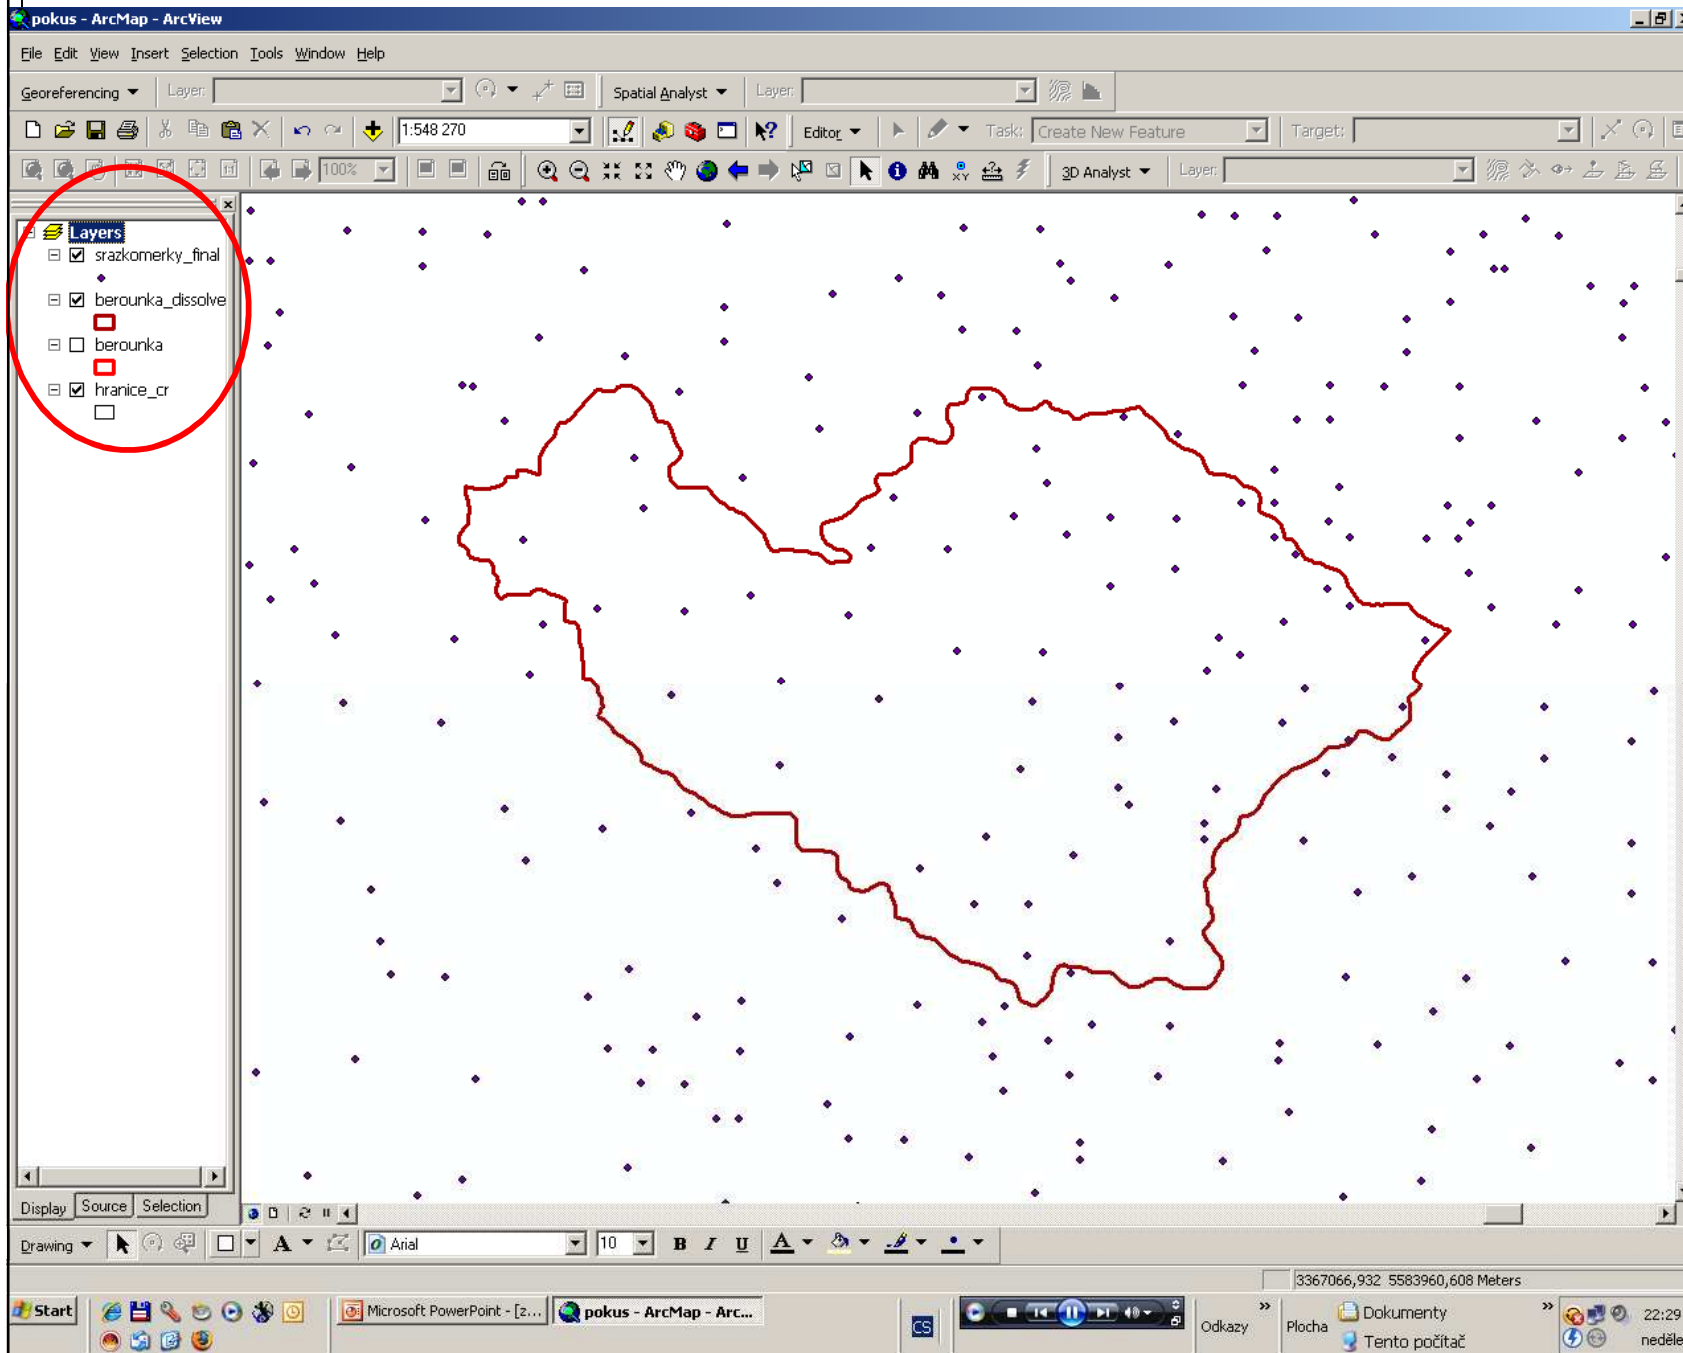 pokus - ArcMap - ArcView
File Edit View Insert Selection Tools Window Help
Georeferencing Layer: Spatial Analyst Layer:
1:548 270 Editor Task: Create New Feature Target:
100% 3D Analyst Layer:
Layers
srazkomerky_final
berounka_dissolve
berounka
hranice_cr
Display Source Selection
Drawing A Arial 10 B I U A
3367066,932 5583960,608 Meters
Start Microsoft PowerPoint - [z... pokus - ArcMap - Arc... CS Odkazy » Plocha Dokumenty » 22:29
Tento počítač neděle